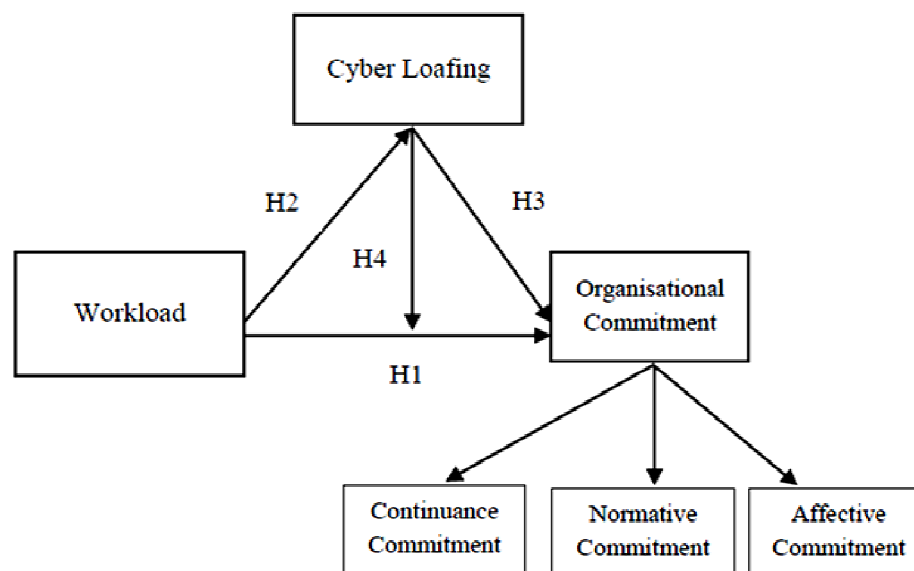 Cyber Loafing
H2
H3
H4
Workload
Organisational
Commitment
H1
Continuance
Commitment
Normative
Commitment
Affective
Commitment